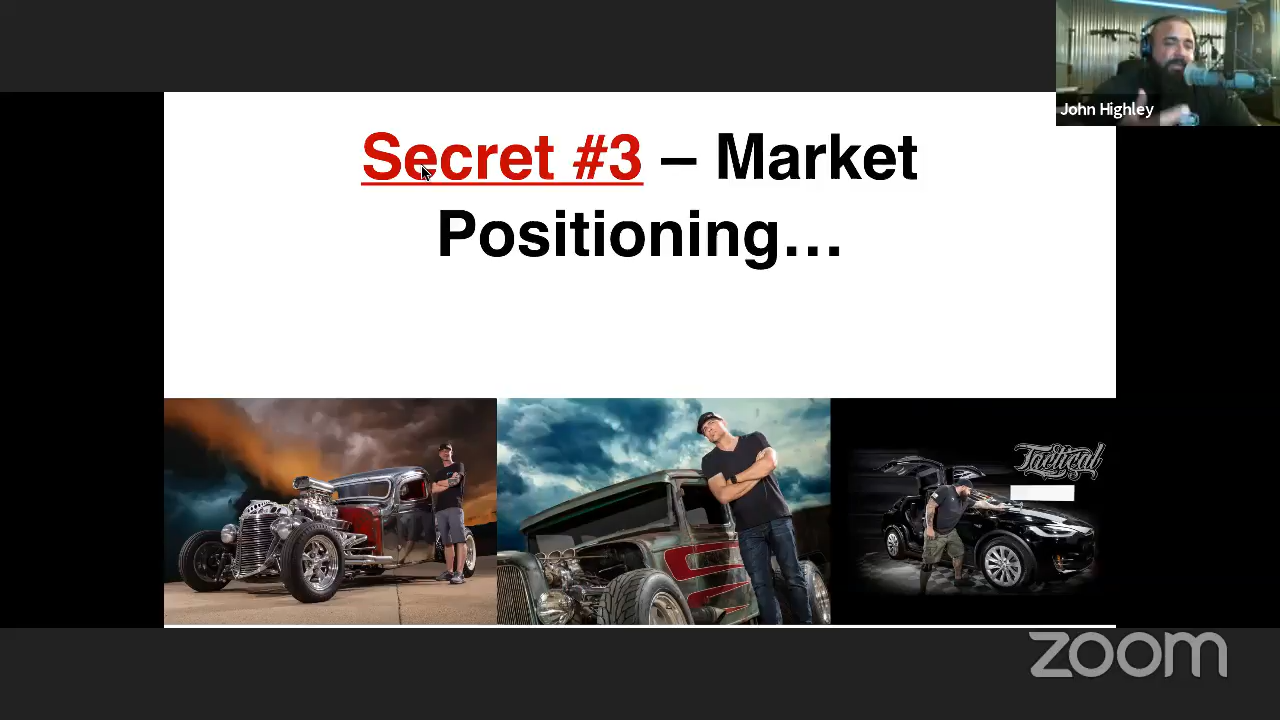 John Highley
Secret #3 – Market
Positioning…
Tactical
zoom